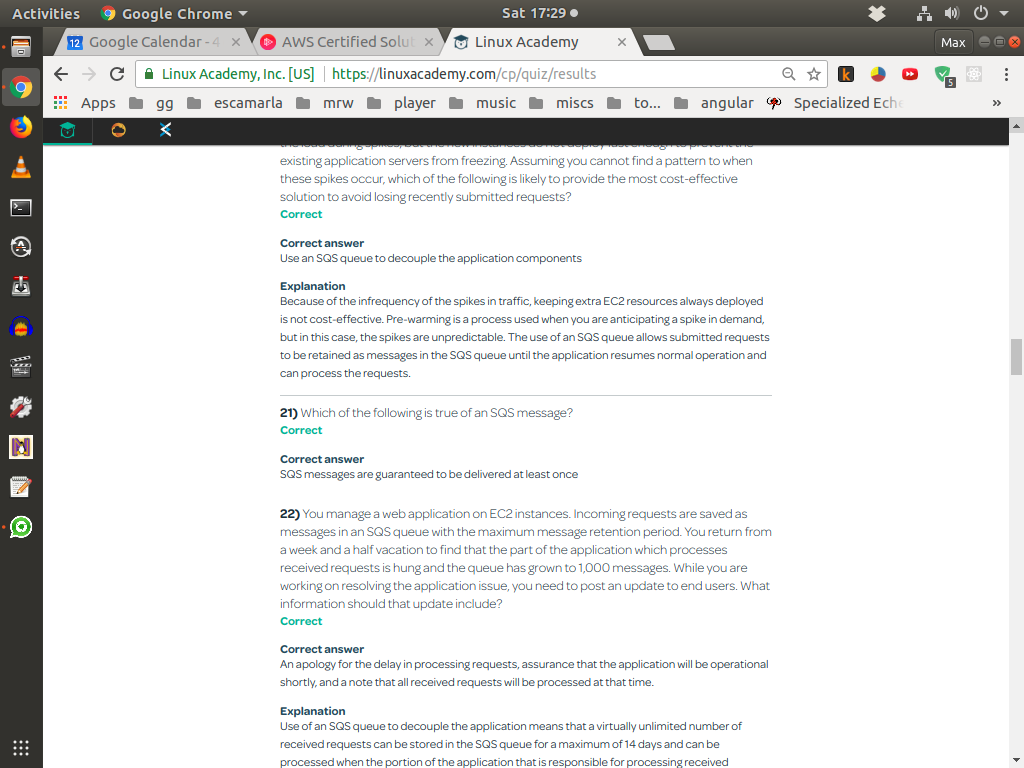 Activities
Google Chrome
Sat 17:29
Google Calendar - 4
AWS Certified Solut
Linux Academy
Max
Linux Academy, Inc. [US]
https://linuxacademy.com/cp/quiz/results
k
5
Apps
gg
escamarla
mrw
player
music
miscs
to...
angular
Specialized Eche
»
existing application servers from freezing. Assuming you cannot find a pattern to when
these spikes occur, which of the following is likely to provide the most cost-effective
solution to avoid losing recently submitted requests?
Correct
Correct answer
Use an SQS queue to decouple the application components
Explanation
Because of the infrequency of the spikes in traffic, keeping extra EC2 resources always deployed
is not cost-effective. Pre-warming is a process used when you are anticipating a spike in demand,
but in this case, the spikes are unpredictable. The use of an SQS queue allows submitted requests
to be retained as messages in the SQS queue until the application resumes normal operation and
can process the requests.
21) Which of the following is true of an SQS message?
Correct
Correct answer
SQS messages are guaranteed to be delivered at least once
22) You manage a web application on EC2 instances. Incoming requests are saved as
messages in an SQS queue with the maximum message retention period. You return from
a week and a half vacation to find that the part of the application which processes
received requests is hung and the queue has grown to 1,000 messages. While you are
working on resolving the application issue, you need to post an update to end users. What
information should that update include?
Correct
Correct answer
An apology for the delay in processing requests, assurance that the application will be operational
shortly, and a note that all received requests will be processed at that time.
Explanation
Use of an SQS queue to decouple the application means that a virtually unlimited number of
received requests can be stored in the SQS queue for a maximum of 14 days and can be
processed when the portion of the application that is responsible for processing received